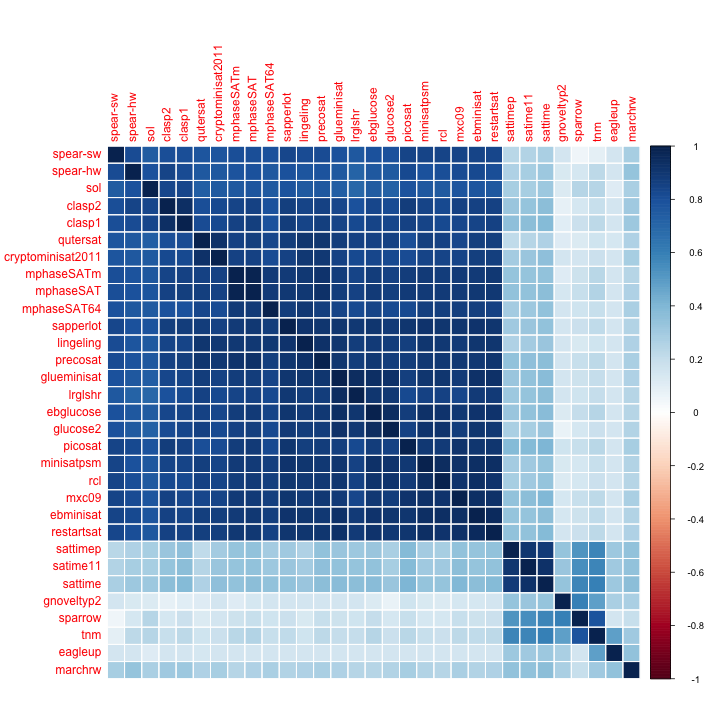 spear-sw
spear-hw
sol
clasp2
clasp1
qutersat
cryptominisat2011
mphaseSATm
mphaseSAT
mphaseSAT64
sapperlot
lingeling
precosat
glueminisat
lrglshr
ebglucose
glucose2
picosat
minisatpsm
rcl
mxc09
ebminisat
restartsat
sattimep
satime11
sattime
gnoveltyp2
sparrow
tnm
eagleup
marchrw
spear-sw
spear-hw
sol
clasp2
clasp1
qutersat
cryptominisat2011
mphaseSATm
mphaseSAT
mphaseSAT64
sapperlot
lingeling
precosat
glueminisat
lrglshr
ebglucose
glucose2
picosat
minisatpsm
rcl
mxc09
ebminisat
restartsat
sattimep
satime11
sattime
gnoveltyp2
sparrow
tnm
eagleup
marchrw
1
0.8
0.6
0.4
0.2
0
-0.2
-0.4
-0.6
-0.8
-1